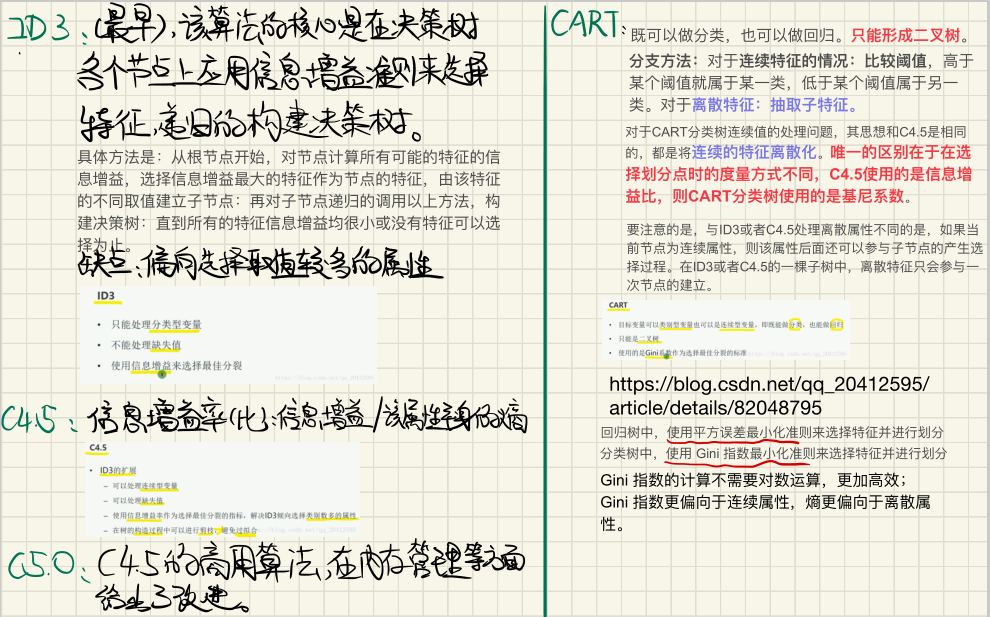 ID3：(最早)，该算法的核心是在决策树
各个节点上应用信息增益准则来选择
特征，递归的构建决策树。
具体方法是：从根节点开始，对节点计算所有可能的特征的信
息增益，选择信息增益最大的特征作为节点的特征，由该特征
的不同取值建立子节点：再对子节点递归的调用以上方法，构
建决策树：直到所有的特征信息增益均很小或没有特征可以选
择为止。
缺点：偏向选择取值较多的属性
ID3
• 只能处理分类型变量
• 不能处理缺失值
• 使用信息增益来选择最佳分裂
C4.5：信息增益率(比)：信息增益/该属性自身的熵
C4.5
• ID3的扩展
– 可以处理连续型变量
– 可以处理缺失值
– 使用信息增益率作为选择最佳分裂的指标，解决ID3倾向选择类别数多的属性
– 在树的构造过程中可以进行剪枝，避免过拟合
C5.0：C4.5的商用算法，在内存管理等方面
给出了改进。
CART：
既可以做分类，也可以做回归。只能形成二叉树。
分支方法：对于连续特征的情况：比较阈值，高于
某个阈值就属于某一类，低于某个阈值属于另一
类。对于离散特征：抽取子特征。
对于CART分类树连续值的处理问题，其思想和C4.5是相同
的，都是将连续的特征离散化。唯一的区别在于在选
择划分点时的度量方式不同，C4.5使用的是信息增
益比，则CART分类树使用的是基尼系数。
要注意的是，与ID3或者C4.5处理离散属性不同的是，如果当
前节点为连续属性，则该属性后面还可以参与子节点的产生选
择过程。在ID3或者C4.5的一棵子树中，离散特征只会参与一
次节点的建立。
CART
• 目标变量可以类别型变量也可以是连续型变量，即既能做分类，也能做回归
• 只能是二叉树
• 使用的是Gini系数作为选择最佳分裂的标准
https://blog.csdn.net/qq_20412595/
article/details/82048795
回归树中，使用平方误差最小化准则来选择特征并进行划分
分类树中，使用 Gini 指数最小化准则来选择特征并进行划分
Gini 指数的计算不需要对数运算，更加高效；
Gini 指数更偏向于连续属性，熵更偏向于离散属
性。